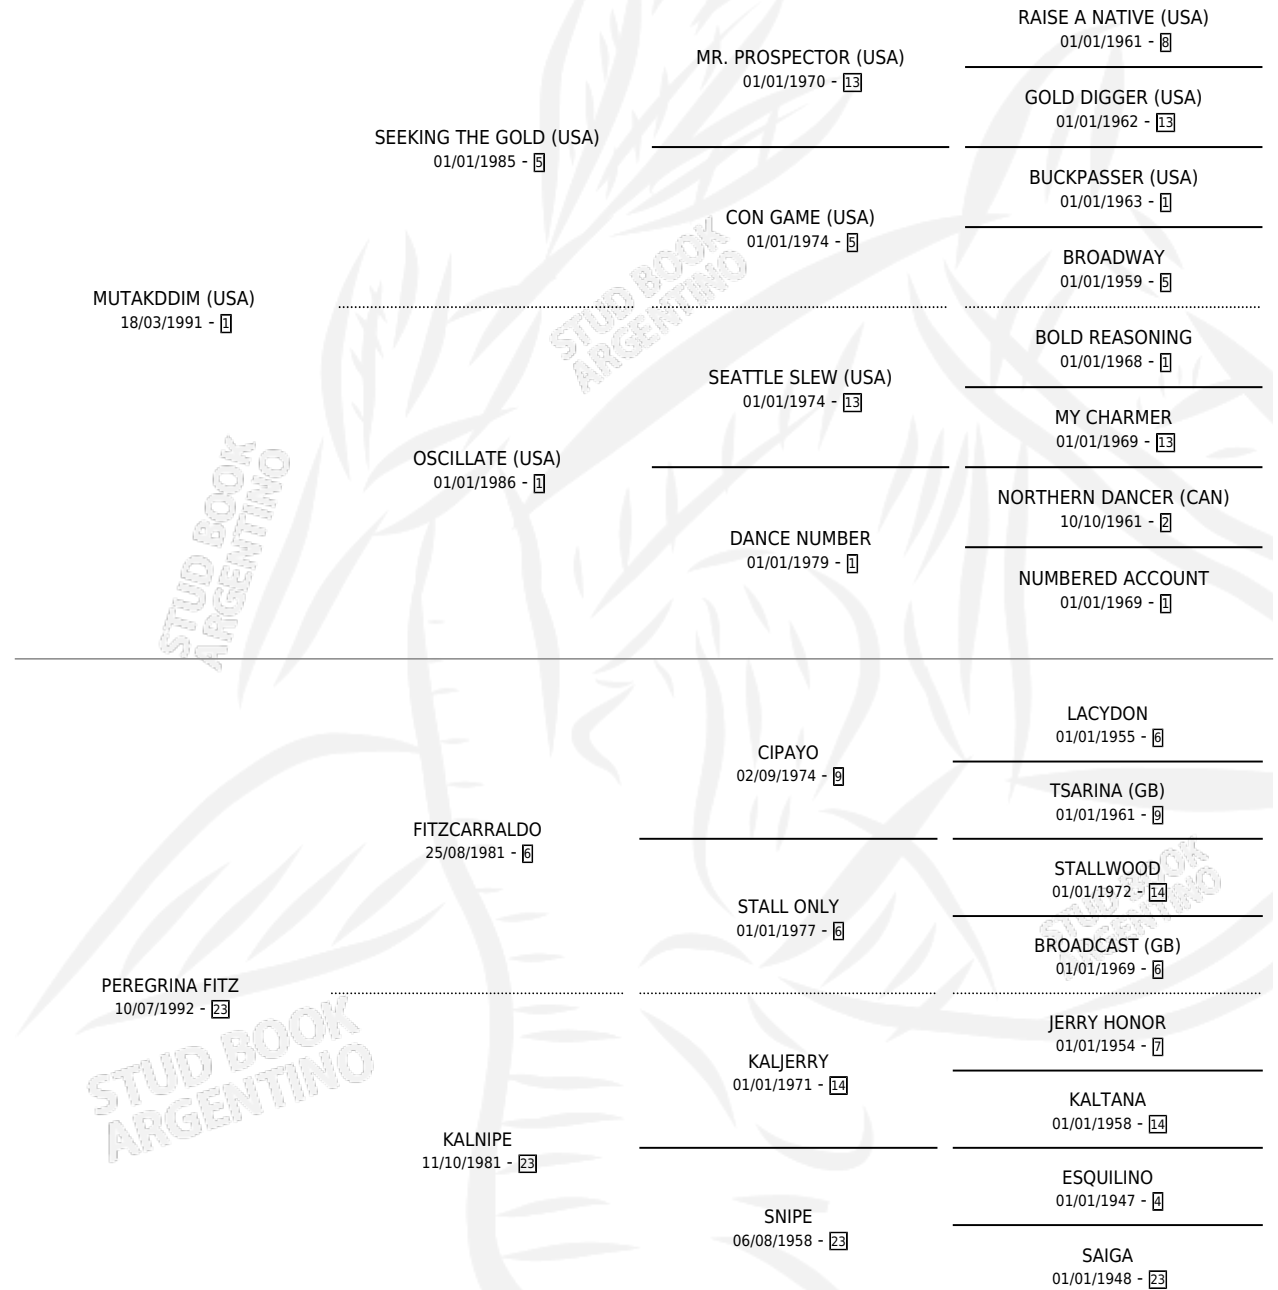 RAISE A NATIVE (USA)
01/01/1961 - 8
MR. PROSPECTOR (USA)
01/01/1970 - 13
GOLD DIGGER (USA)
01/01/1962 - 13
SEEKING THE GOLD (USA)
01/01/1985 - 5
BUCKPASSER (USA)
01/01/1963 - 1
CON GAME (USA)
01/01/1974 - 5
BROADWAY
01/01/1959 - 5
MUTAKDDIM (USA)
18/03/1991 - 1
STUD BOOK
ARGENTINO
BOLD REASONING
01/01/1968 - 1
SEATTLE SLEW (USA)
01/01/1974 - 13
MY CHARMER
01/01/1969 - 13
OSCILLATE (USA)
01/01/1986 - 1
NORTHERN DANCER (CAN)
10/10/1961 - 2
DANCE NUMBER
01/01/1979 - 1
NUMBERED ACCOUNT
01/01/1969 - 1
STUD BOOK
ARGENTINO
LACYDON
01/01/1955 - 6
CIPAYO
02/09/1974 - 9
TSARINA (GB)
01/01/1961 - 9
FITZCARRALDO
25/08/1981 - 6
STALLWOOD
01/01/1972 - 14
STALL ONLY
01/01/1977 - 6
BROADCAST (GB)
01/01/1969 - 6
STUD BOOK
ARGENTINO
PEREGRINA FITZ
10/07/1992 - 23
JERRY HONOR
01/01/1954 - 7
KALJERRY
01/01/1971 - 14
KALTANA
01/01/1958 - 14
STUD BOOK
ARGENTINO
KALNIPE
11/10/1981 - 23
ESQUILINO
01/01/1947 - 4
SNIPE
06/08/1958 - 23
SAIGA
01/01/1948 - 23